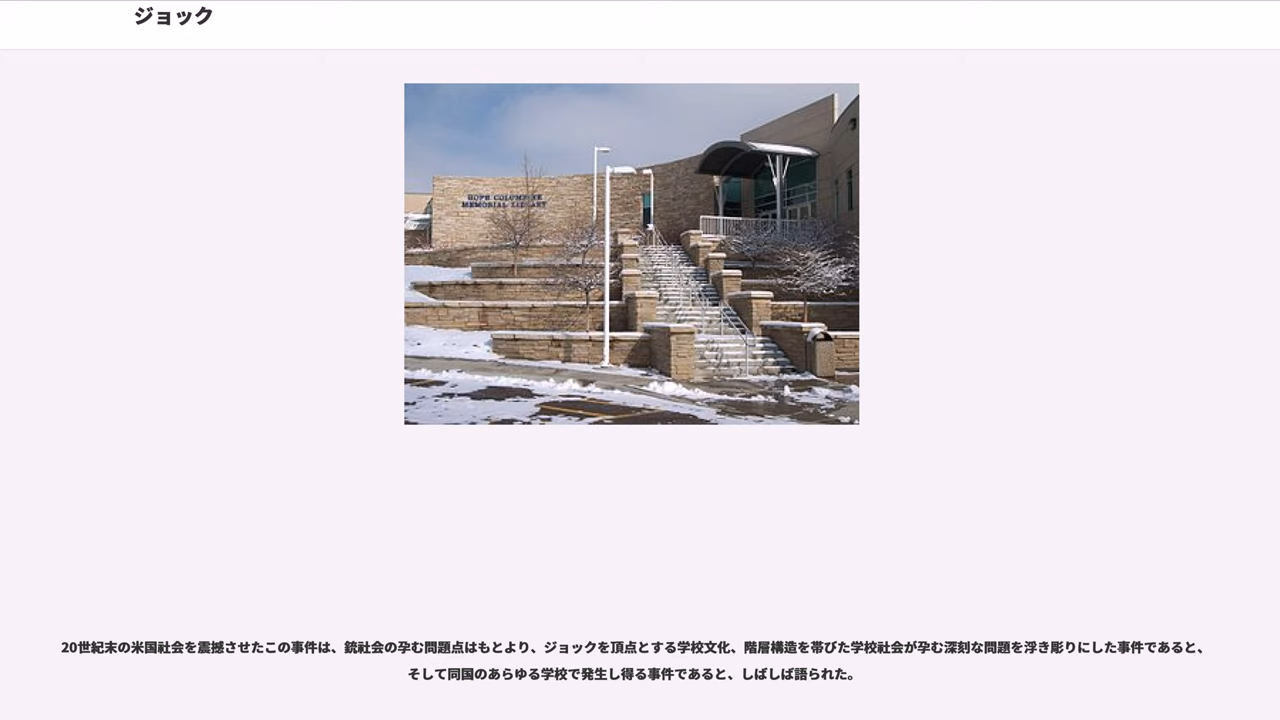 ジョック
HOPE COLUMBINE
MEMORIAL LIBRARY
20世紀末の米国社会を震撼させたこの事件は、銃社会の孕む問題点はもとより、ジョックを頂点とする学校文化、階層構造を帯びた学校社会が孕む深刻な問題を浮き彫りにした事件であると、
そして同国のあらゆる学校で発生し得る事件であると、しばしば語られた。